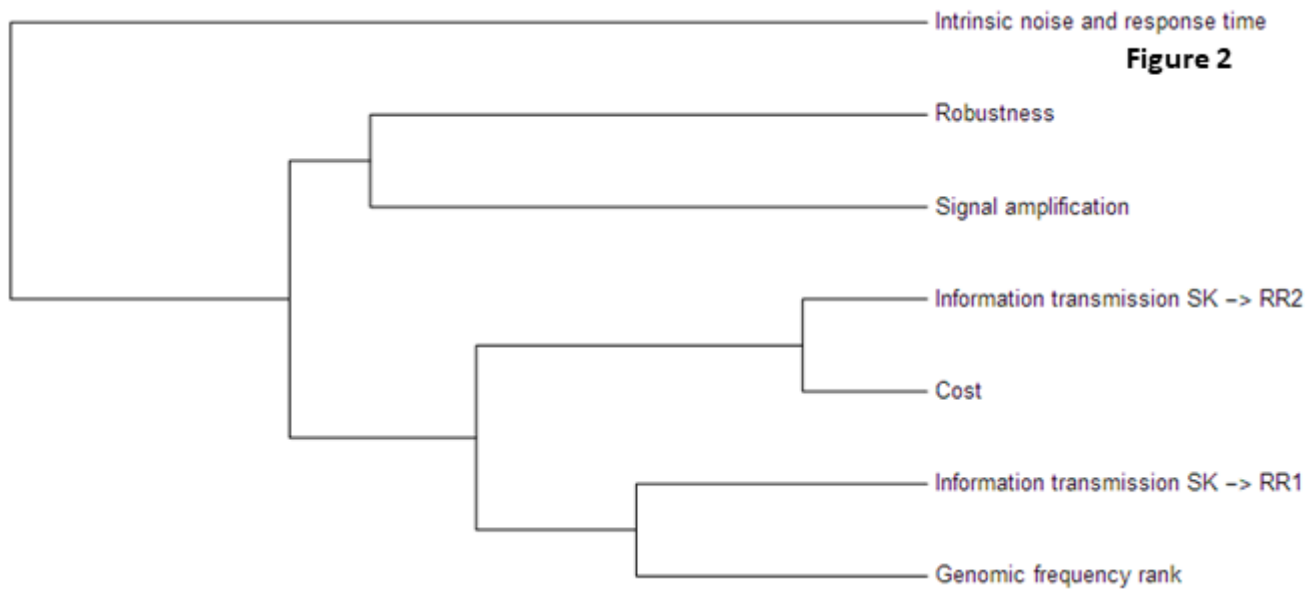 Intrinsic noise and response time
Figure 2
Robustness
Signal amplification
Information transmission SK −> RR2
Cost
Information transmission SK −> RR1
Genomic frequency rank